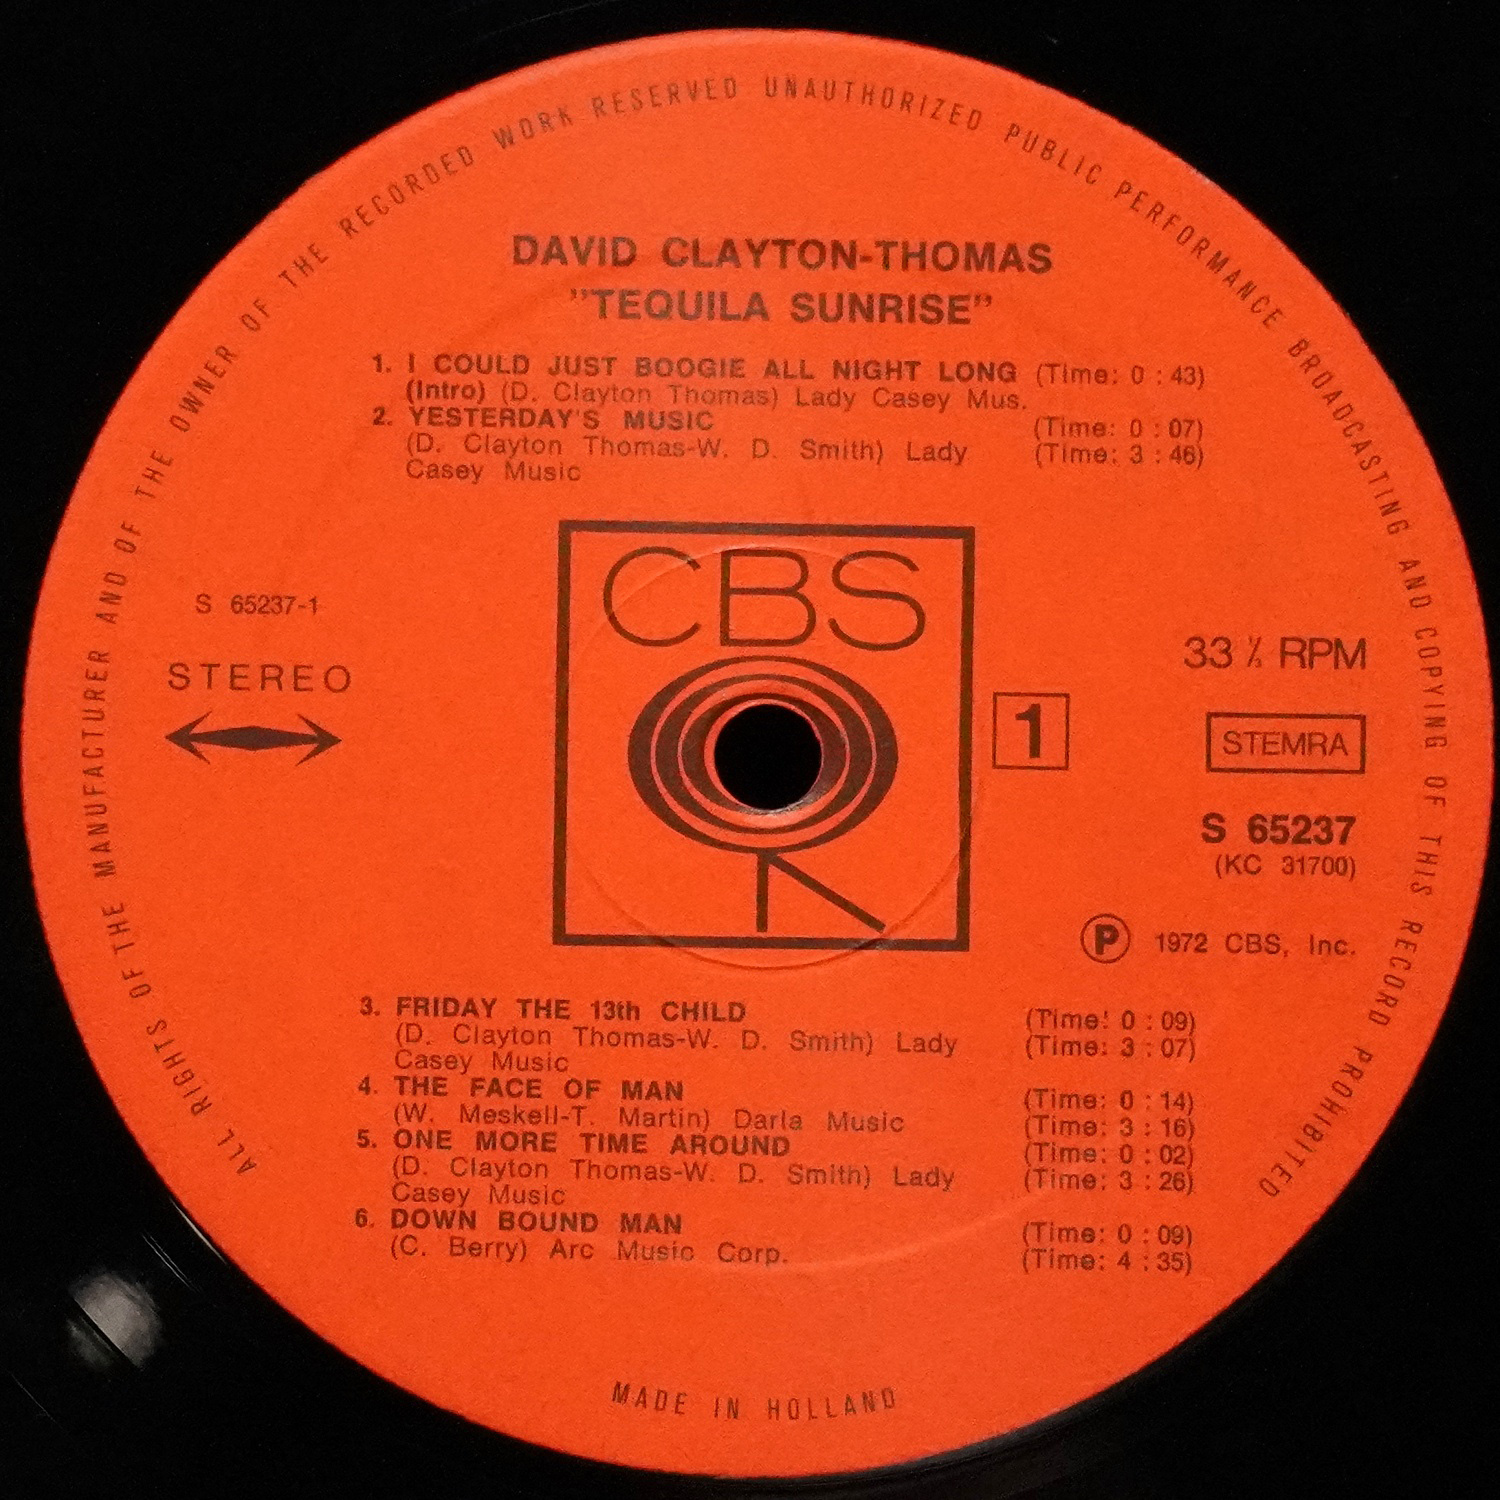 ALL RIGHTS OF THE MANUFACTURER AND OF THE OWNER OF THE RECORDED WORK RESERVED UNAUTHORIZED PUBLIC PERFORMANCE BROADCASTING AND COPYING OF THIS RECORD PROHIBITED
DAVID CLAYTON-THOMAS
”TEQUILA SUNRISE”
1. I COULD JUST BOOGIE ALL NIGHT LONG (Time: 0 : 43)
(Intro) (D. Clayton Thomas) Lady Casey Mus.
2. YESTERDAY'S MUSIC (Time: 0 : 07)
(D. Clayton Thomas-W. D. Smith) Lady (Time: 3 : 46)
Casey Music
CBS
S 65237-1
STEREO
33 ⅓ RPM
1
STEMRA
S 65237
(KC 31700)
Ⓟ 1972 CBS, Inc.
3. FRIDAY THE 13th CHILD (Time: 0 : 09)
(D. Clayton Thomas-W. D. Smith) Lady (Time: 3 : 07)
Casey Music
4. THE FACE OF MAN (Time: 0 : 14)
(W. Meskell-T. Martin) Darla Music (Time: 3 : 16)
5. ONE MORE TIME AROUND (Time: 0 : 02)
(D. Clayton Thomas-W. D. Smith) Lady (Time: 3 : 26)
Casey Music
6. DOWN BOUND MAN (Time: 0 : 09)
(C. Berry) Arc Music Corp. (Time: 4 : 35)
MADE IN HOLLAND